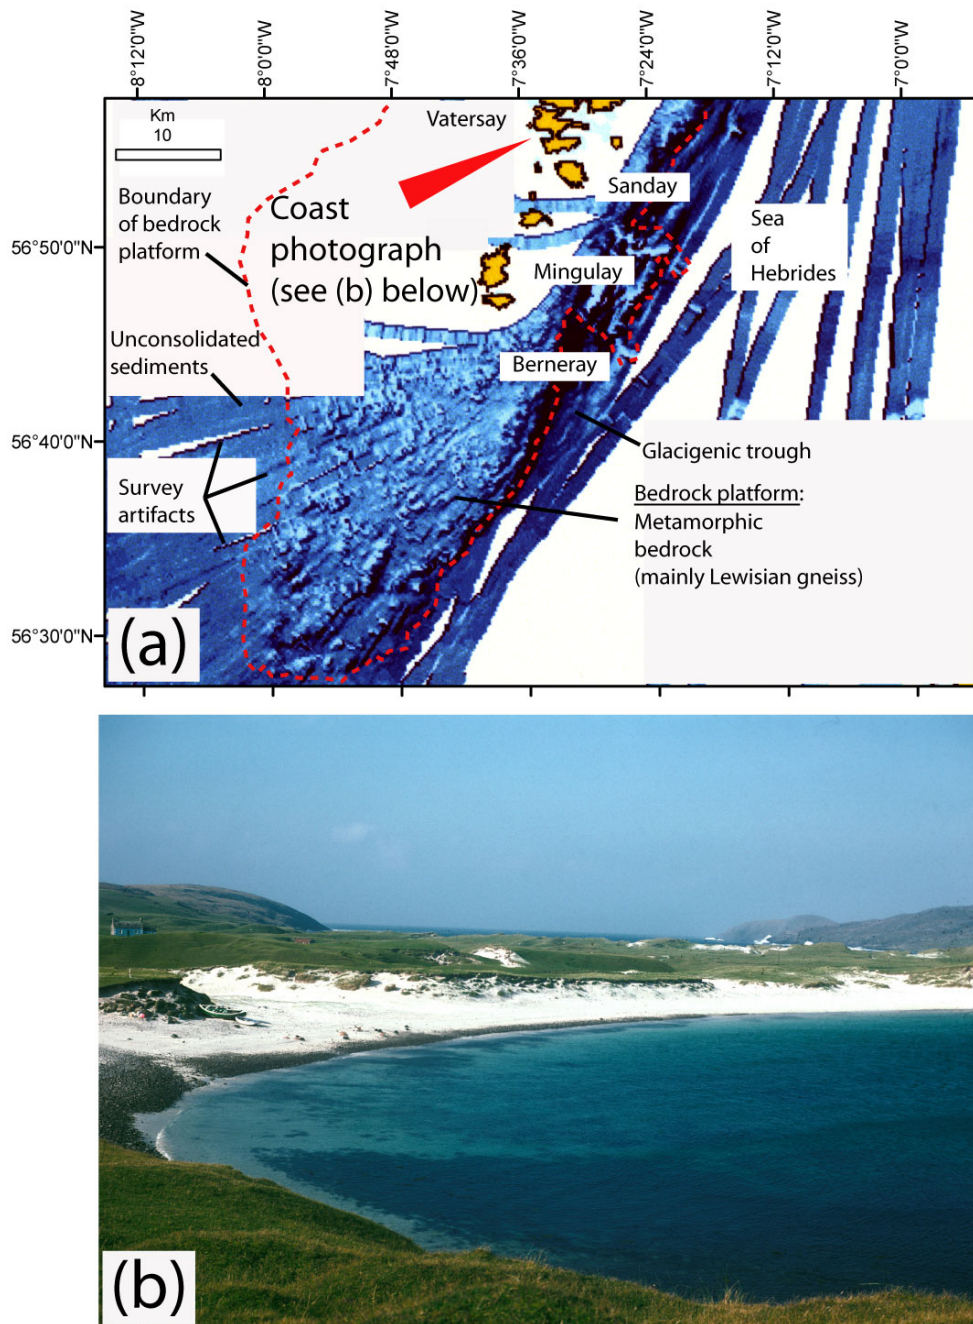 8°12'0"W
8°0'0"W
7°48'0"W
7°36'0"W
7°24'0"W
7°12'0"W
7°0'0"W
Km
10
Vatersay
Boundary
of bedrock
platform
Coast
photograph
(see (b) below)
Sanday
Sea
of
Hebrides
56°50'0"N
Mingulay
Unconsolidated
sediments
Berneray
56°40'0"N
Glacigenic trough
Survey
artifacts
Bedrock platform:
Metamorphic
bedrock
(mainly Lewisian gneiss)
56°30'0"N
(a)
(b)